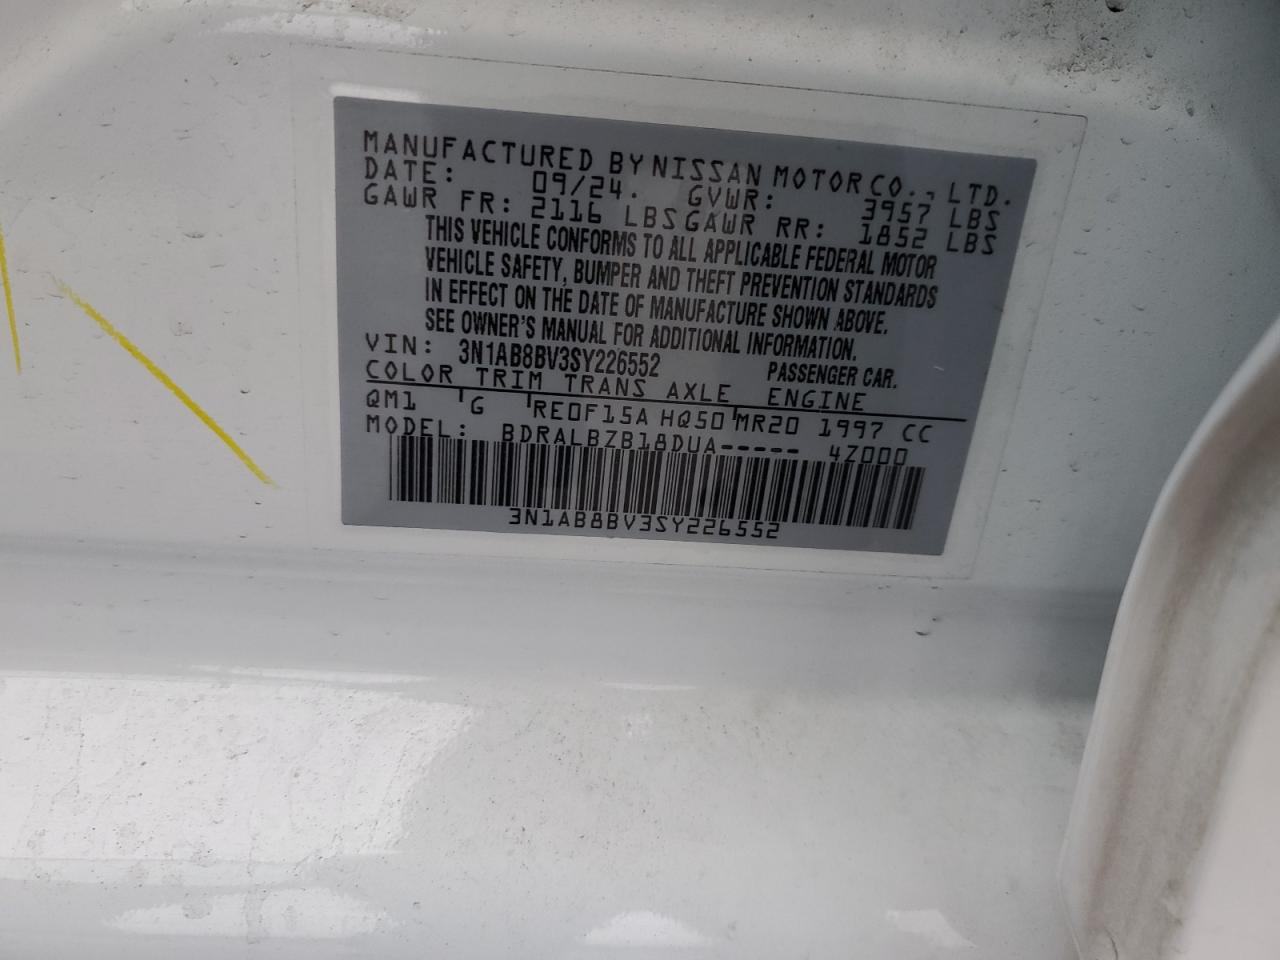 MANUFACTURED BY NISSAN MOTOR CO., LTD.
DATE: 09/24. GVWR: 3957 LBS
GAWR FR: 2116 LBS GAWR RR: 1852 LBS
THIS VEHICLE CONFORMS TO ALL APPLICABLE FEDERAL MOTOR
VEHICLE SAFETY, BUMPER AND THEFT PREVENTION STANDARDS
IN EFFECT ON THE DATE OF MANUFACTURE SHOWN ABOVE.
SEE OWNER'S MANUAL FOR ADDITIONAL INFORMATION.
VIN: 3N1AB8BV3SY226552 PASSENGER CAR.
COLOR TRIM TRANS AXLE ENGINE
QM1 G RE0F15A HQ50 MR20 1997 CC
MODEL: BDRALBZB18DUA----- 4Z000
3N1AB8BV3SY226552